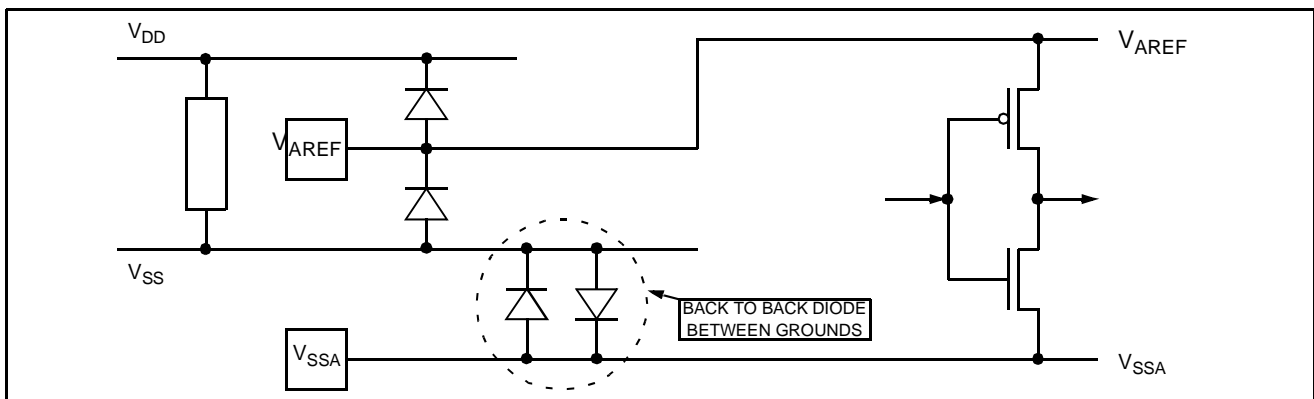 VDD
VAREF
VAREF
VSS
BACK TO BACK DIODE
BETWEEN GROUNDS
VSSA
VSSA